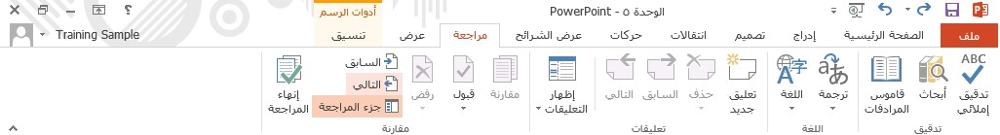 الوحدة ٥ - PowerPoint
أدوات الرسم
ملف
الصفحة الرئيسية
إدراج
تصميم
انتقالات
حركات
عرض الشرائح
مراجعة
عرض
تنسيق
Training Sample
تدقيق
إملائي
أبحاث
قاموس
المرادفات
تدقيق
ترجمة
اللغة
اللغة
تعليق
جديد
حذف
السابق
التالي
إظهار
التعليقات
تعليقات
مقارنة
قبول
رفض
السابق
التالي
جزء المراجعة
إنهاء
المراجعة
مقارنة